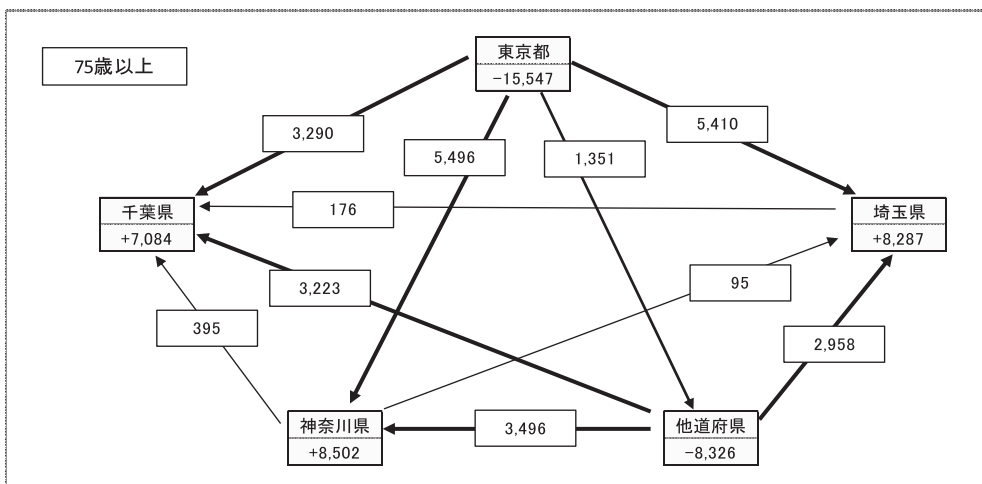 75歳以上
東京都
−15,547
3,290
5,496
1,351
5,410
千葉県
+7,084
176
埼玉県
+8,287
3,223
95
395
2,958
神奈川県
+8,502
3,496
他道府県
−8,326